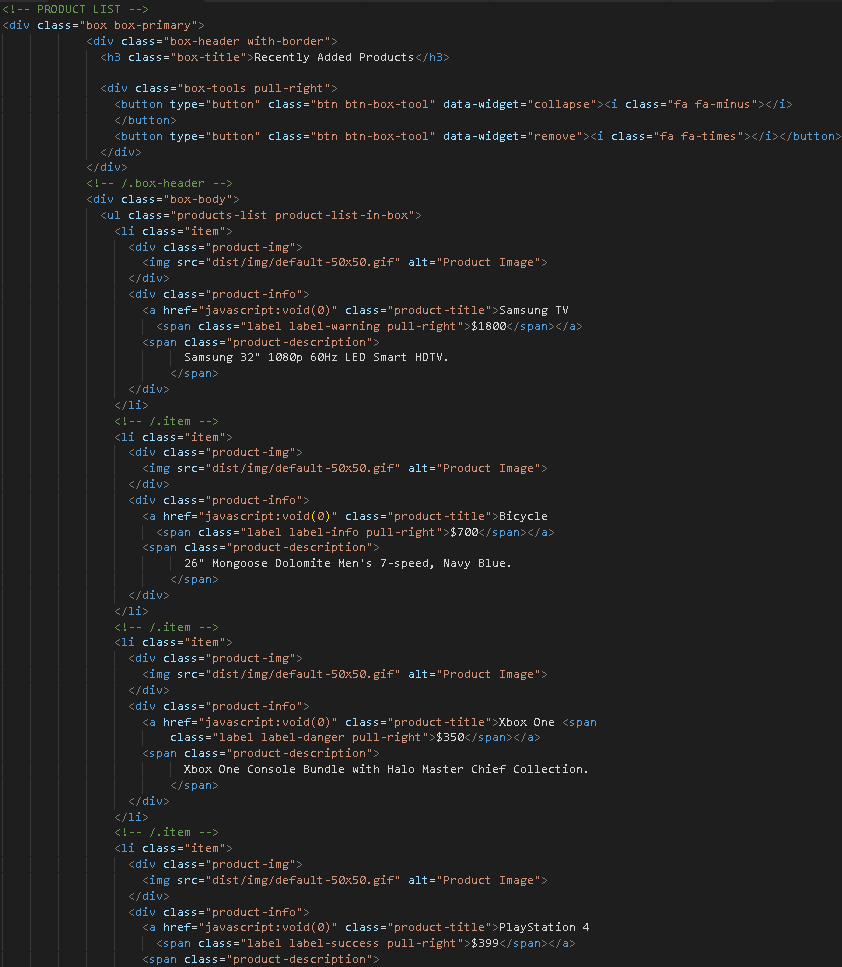 <!-- PRODUCT LIST -->
<div class="box box-primary">
<div class="box-header with-border">
<h3 class="box-title">Recently Added Products</h3>
<div class="box-tools pull-right">
<button type="button" class="btn btn-box-tool" data-widget="collapse"><i class="fa fa-minus"></i>
</button>
<button type="button" class="btn btn-box-tool" data-widget="remove"><i class="fa fa-times"></i></button>
</div>
</div>
<!-- /.box-header -->
<div class="box-body">
<ul class="products-list product-list-in-box">
<li class="item">
<div class="product-img">
<img src="dist/img/default-50x50.gif" alt="Product Image">
</div>
<div class="product-info">
<a href="javascript:void(0)" class="product-title">Samsung TV
<span class="label label-warning pull-right">$1800</span></a>
<span class="product-description">
Samsung 32" 1080p 60Hz LED Smart HDTV.
</span>
</div>
</li>
<!-- /.item -->
<li class="item">
<div class="product-img">
<img src="dist/img/default-50x50.gif" alt="Product Image">
</div>
<div class="product-info">
<a href="javascript:void(0)" class="product-title">Bicycle
<span class="label label-info pull-right">$700</span></a>
<span class="product-description">
26" Mongoose Dolomite Men's 7-speed, Navy Blue.
</span>
</div>
</li>
<!-- /.item -->
<li class="item">
<div class="product-img">
<img src="dist/img/default-50x50.gif" alt="Product Image">
</div>
<div class="product-info">
<a href="javascript:void(0)" class="product-title">Xbox One <span
class="label label-danger pull-right">$350</span></a>
<span class="product-description">
Xbox One Console Bundle with Halo Master Chief Collection.
</span>
</div>
</li>
<!-- /.item -->
<li class="item">
<div class="product-img">
<img src="dist/img/default-50x50.gif" alt="Product Image">
</div>
<div class="product-info">
<a href="javascript:void(0)" class="product-title">PlayStation 4
<span class="label label-success pull-right">$399</span></a>
<span class="product-description">